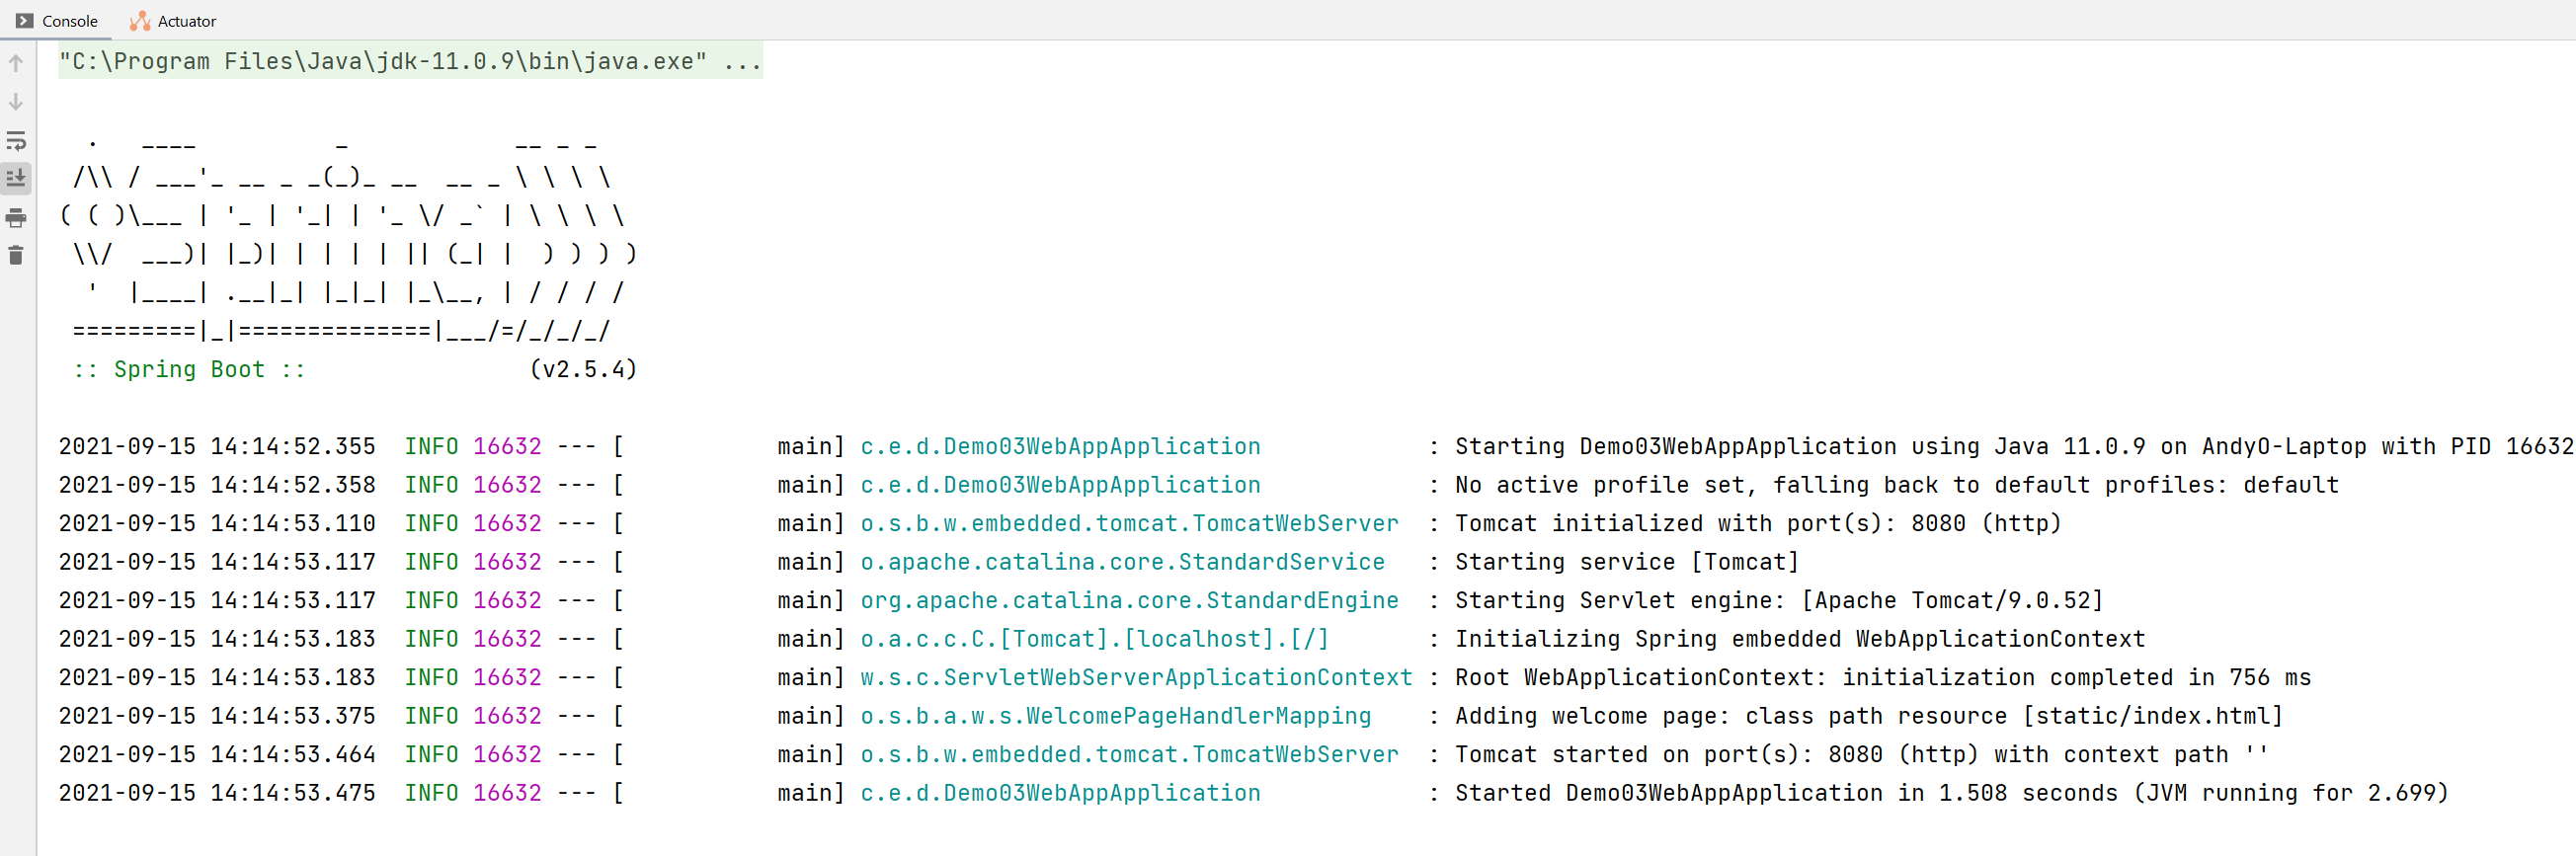 Console Actuator
"C:\Program Files\Java\jdk-11.0.9\bin\java.exe" ...
  .   ____          _            __ _ _
 /\\ / ___'_ __ _ _(_)_ __  __ _ \ \ \ \
( ( )\___ | '_ | '_| | '_ \/ _` | \ \ \ \
 \\/  ___)| |_)| | | | | || (_| |  ) ) ) )
  '  |____| .__|_| |_|_| |_\__, | / / / /
 =========|_|==============|___/=/_/_/_/
 :: Spring Boot ::                (v2.5.4)
2021-09-15 14:14:52.355  INFO 16632 --- [           main] c.e.d.Demo03WebAppApplication            : Starting Demo03WebAppApplication using Java 11.0.9 on AndyO-Laptop with PID 16632
2021-09-15 14:14:52.358  INFO 16632 --- [           main] c.e.d.Demo03WebAppApplication            : No active profile set, falling back to default profiles: default
2021-09-15 14:14:53.110  INFO 16632 --- [           main] o.s.b.w.embedded.tomcat.TomcatWebServer  : Tomcat initialized with port(s): 8080 (http)
2021-09-15 14:14:53.117  INFO 16632 --- [           main] o.apache.catalina.core.StandardService   : Starting service [Tomcat]
2021-09-15 14:14:53.117  INFO 16632 --- [           main] org.apache.catalina.core.StandardEngine  : Starting Servlet engine: [Apache Tomcat/9.0.52]
2021-09-15 14:14:53.183  INFO 16632 --- [           main] o.a.c.c.C.[Tomcat].[localhost].[/]       : Initializing Spring embedded WebApplicationContext
2021-09-15 14:14:53.183  INFO 16632 --- [           main] w.s.c.ServletWebServerApplicationContext : Root WebApplicationContext: initialization completed in 756 ms
2021-09-15 14:14:53.375  INFO 16632 --- [           main] o.s.b.a.w.s.WelcomePageHandlerMapping    : Adding welcome page: class path resource [static/index.html]
2021-09-15 14:14:53.464  INFO 16632 --- [           main] o.s.b.w.embedded.tomcat.TomcatWebServer  : Tomcat started on port(s): 8080 (http) with context path ''
2021-09-15 14:14:53.475  INFO 16632 --- [           main] c.e.d.Demo03WebAppApplication            : Started Demo03WebAppApplication in 1.508 seconds (JVM running for 2.699)